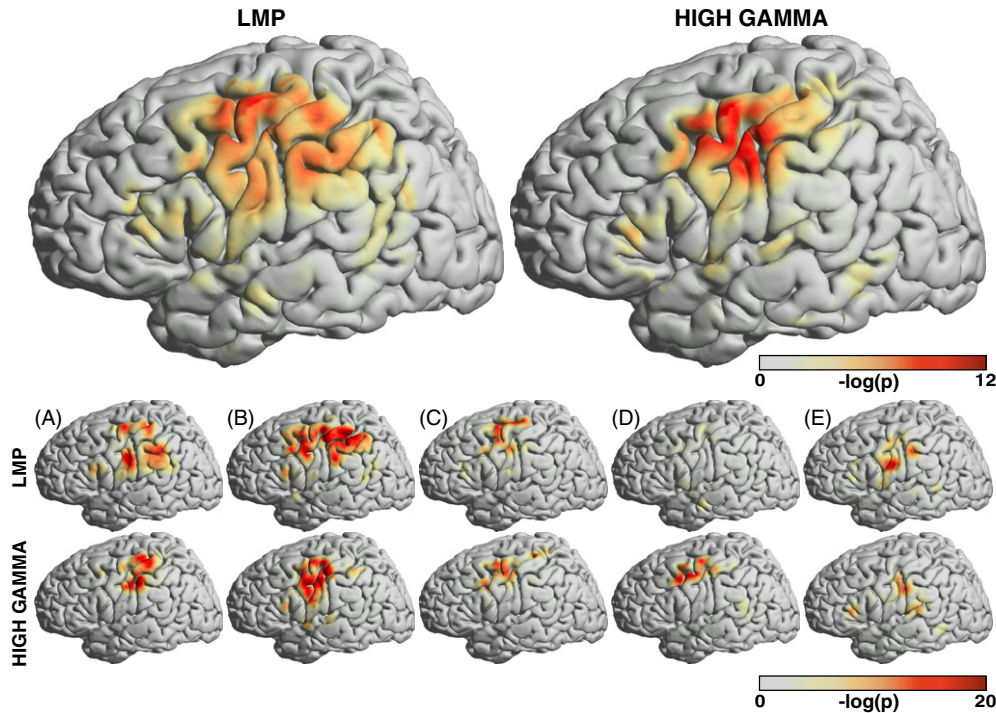 LMP
HIGH GAMMA
0 -log(p) 12
(A) (B) (C) (D) (E)
LMP
HIGH GAMMA
0 -log(p) 20